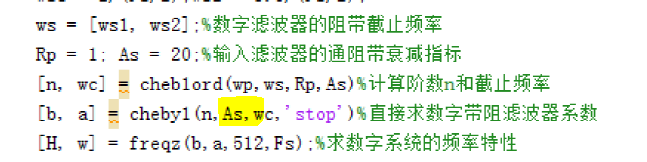 ws = [ws1, ws2];%数字滤波器的阻带截止频率
Rp = 1; As = 20;%输入滤波器的通阻带衰减指标
[n, wc] = cheb1ord(wp,ws,Rp,As)%计算阶数n和截止频率
[b, a] = cheby1(n,As,wc,'stop')%直接求数字带阻滤波器系数
[H, w] = freqz(b,a,512,Fs);%求数字系统的频率特性